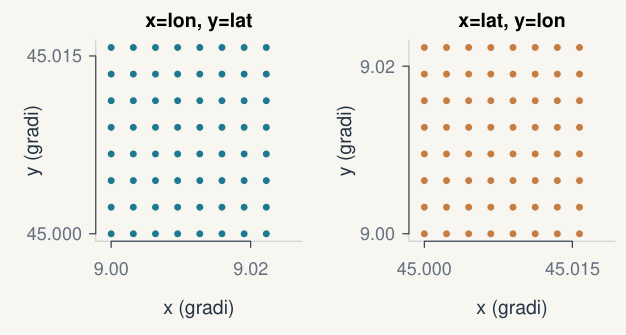 x=lon, y=lat
45.015
45.000
y (gradi)
9.00
9.02
x (gradi)
x=lat, y=lon
9.02
9.00
y (gradi)
45.000
45.015
x (gradi)